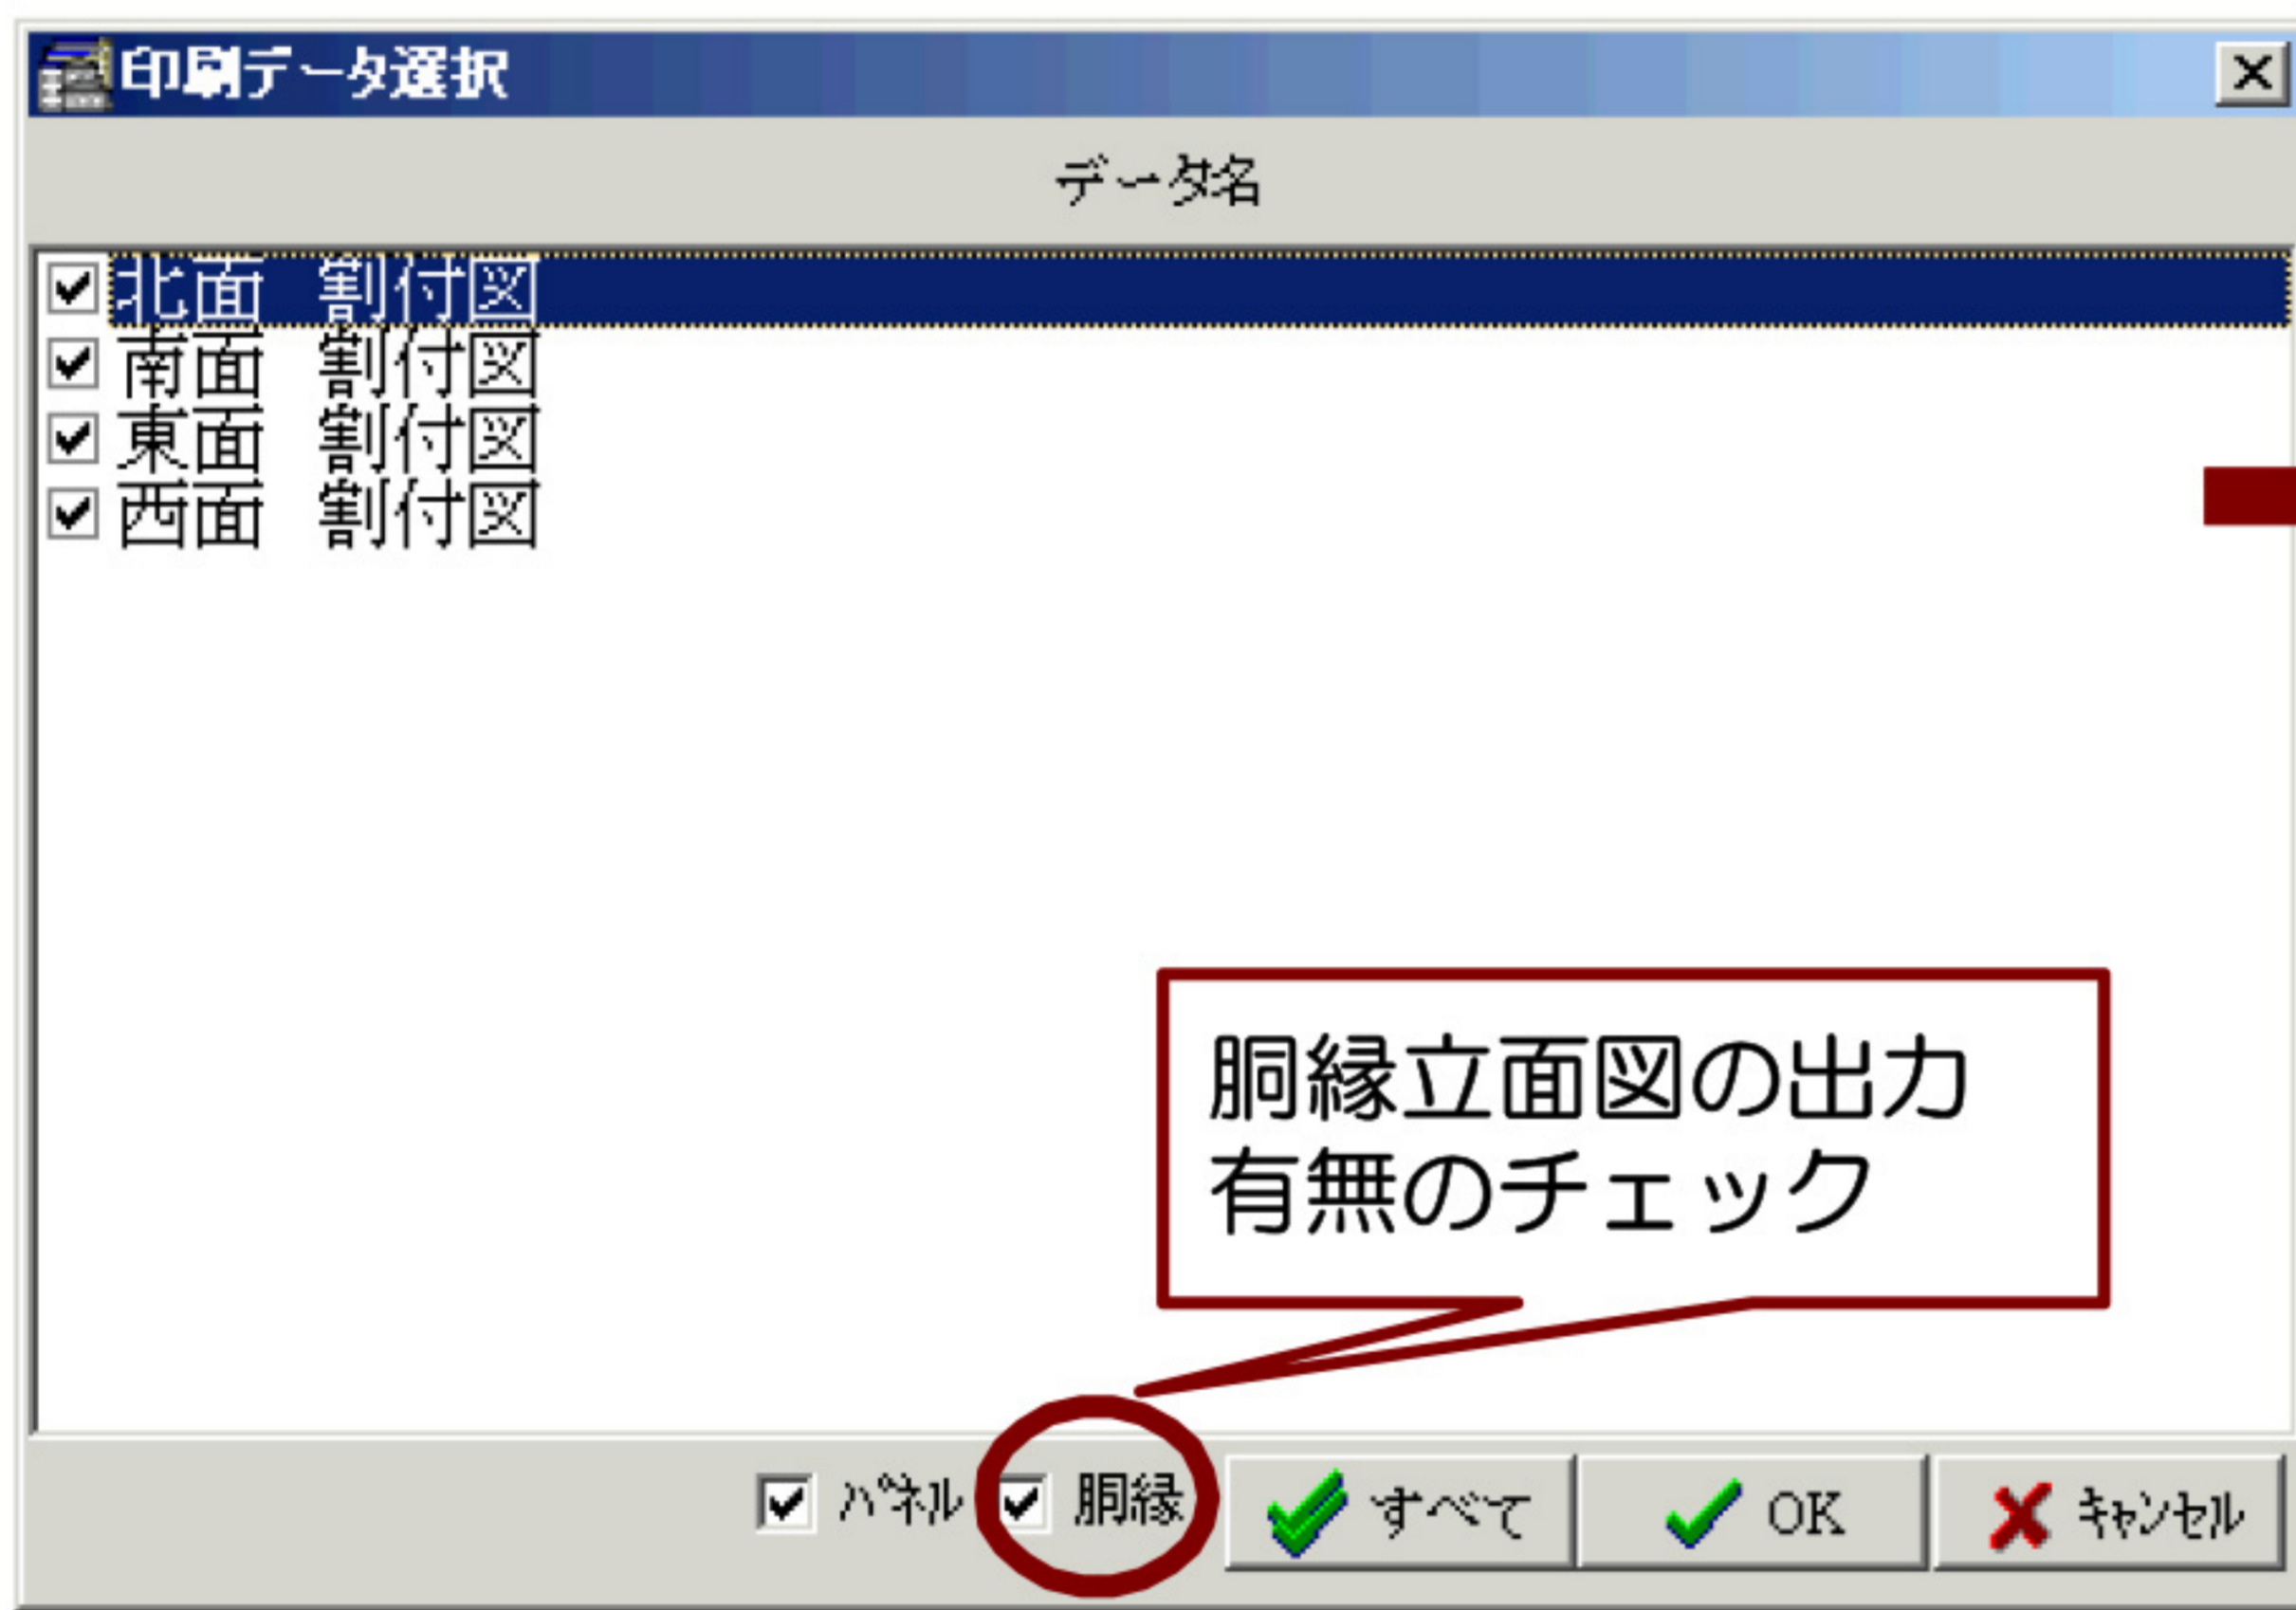 印刷データ選択
データ名
北面 割付図
南面 割付図
東面 割付図
西面 割付図
胴縁立面図の出力
有無のチェック
ﾊﾟﾈﾙ 胴縁 すべて OK ｷｬﾝｾﾙ